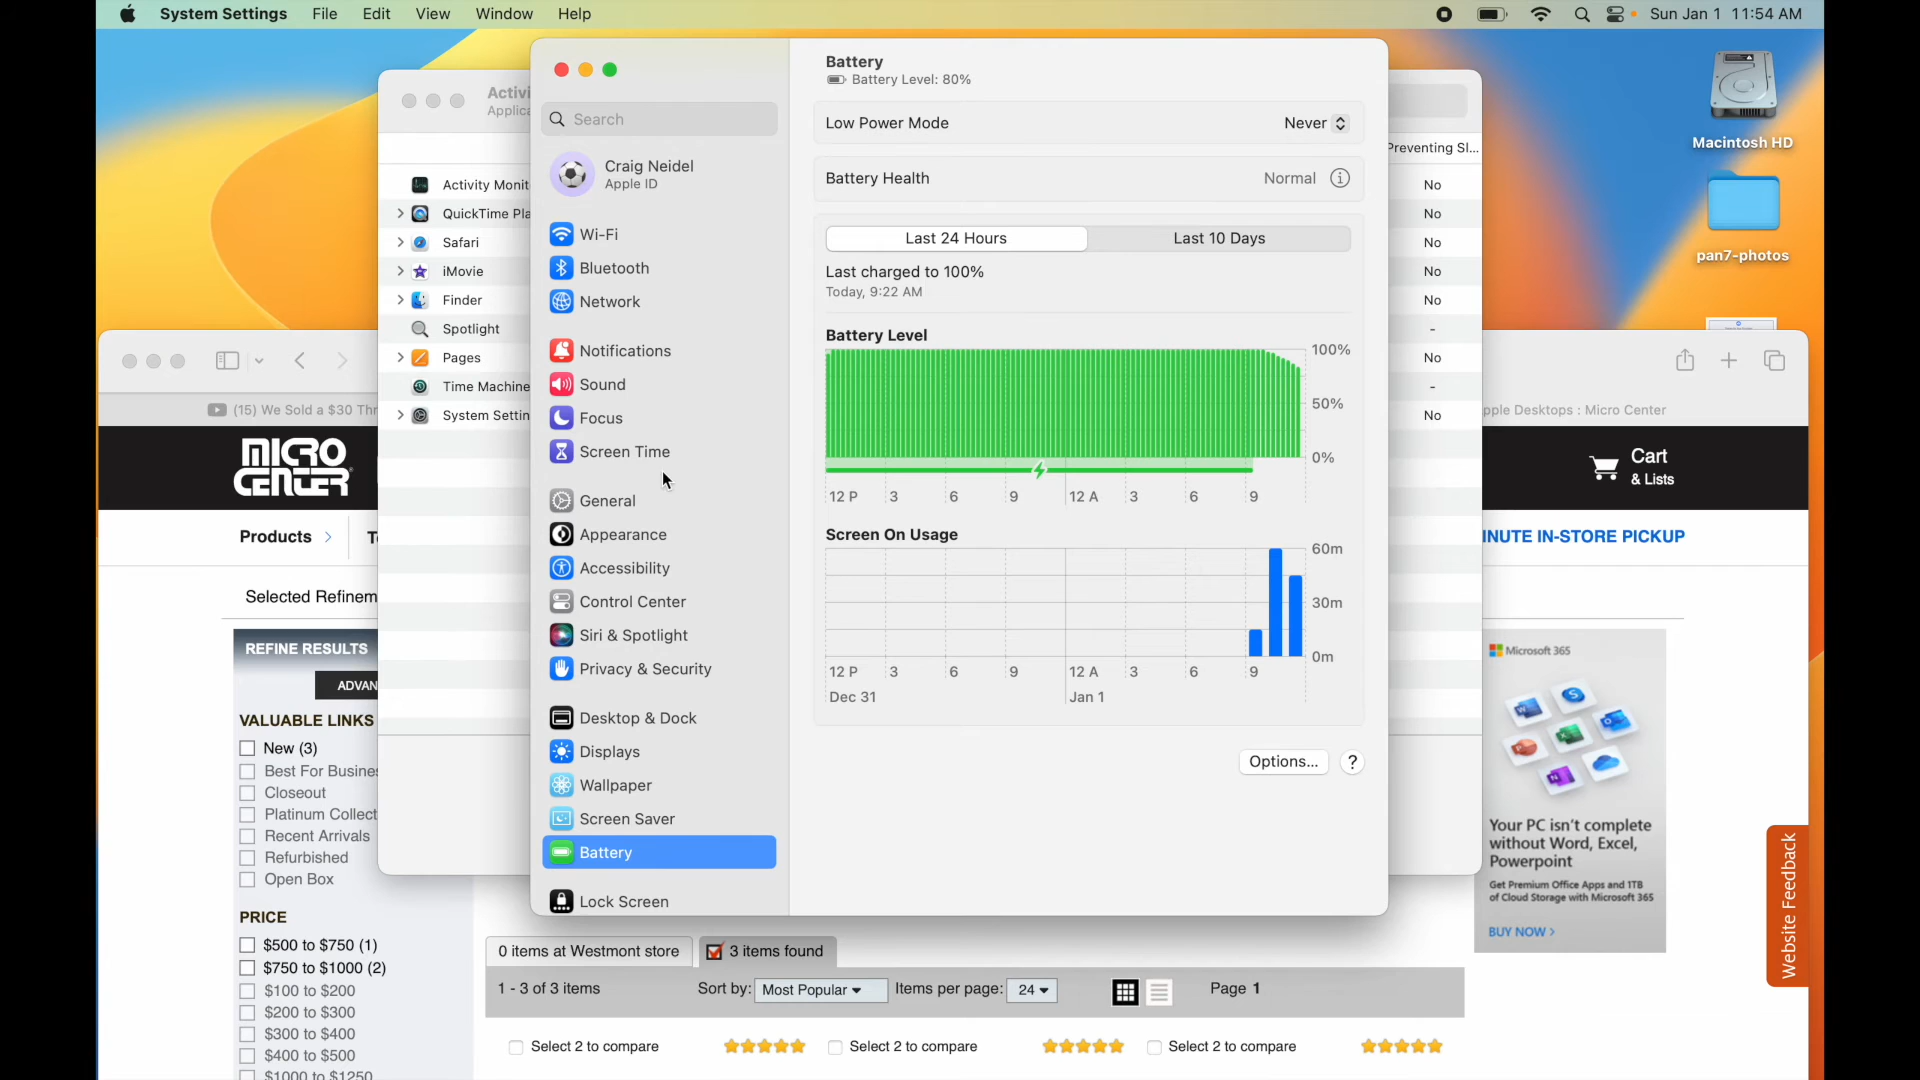 System Settings File Edit View Window Help
Sun Jan 1 11:54 AM
Macintosh HD
pan7-photos
Activi
Applica
Preventing Sl...
Activity Monit
No
QuickTime Pla
No
Safari
No
iMovie
No
Finder
No
Spotlight
-
Pages
No
Time Machine
-
System Settin
No
Search
Craig Neidel
Apple ID
Wi-Fi
Bluetooth
Network
Notifications
Sound
Focus
Screen Time
General
Appearance
Accessibility
Control Center
Siri & Spotlight
Privacy & Security
Desktop & Dock
Displays
Wallpaper
Screen Saver
Battery
Lock Screen
Battery
Battery Level: 80%
Low Power Mode
Never
Battery Health
Normal
Last 24 Hours
Last 10 Days
Last charged to 100%
Today, 9:22 AM
Battery Level
100%
50%
0%
12 P 3 6 9 12 A 3 6 9
Screen On Usage
60m
30m
0m
12 P 3 6 9 12 A 3 6 9
Dec 31 Jan 1
Options... ?
(15) We Sold a $30 Thr
pple Desktops : Micro Center
MICRO
CENTER
Cart
& Lists
Products
T
INUTE IN-STORE PICKUP
Selected Refinem
REFINE RESULTS
ADVAN
VALUABLE LINKS
New (3)
Best For Busines
Closeout
Platinum Collect
Recent Arrivals
Refurbished
Open Box
PRICE
$500 to $750 (1)
$750 to $1000 (2)
$100 to $200
$200 to $300
$300 to $400
$400 to $500
$1000 to $1250
Microsoft 365
Your PC isn't complete
without Word, Excel,
Powerpoint
Get Premium Office Apps and 1TB
of Cloud Storage with Microsoft 365
BUY NOW >
Website Feedback
0 items at Westmont store
3 items found
1 - 3 of 3 items
Sort by: Most Popular
Items per page: 24
Page 1
Select 2 to compare
Select 2 to compare
Select 2 to compare